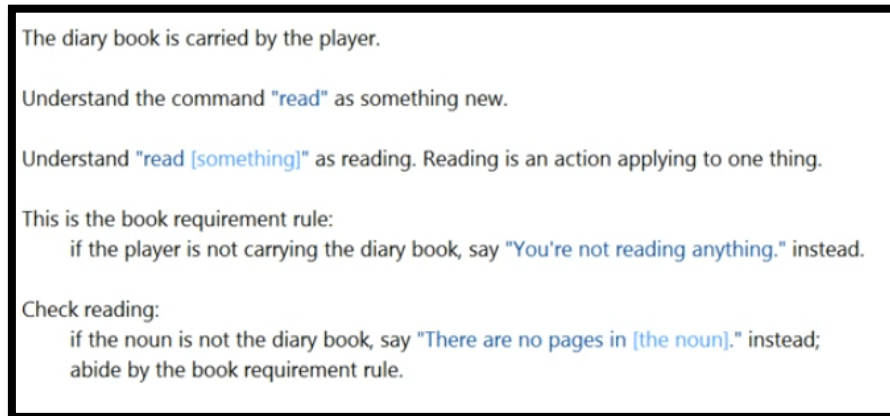 The diary book is carried by the player.
Understand the command "read" as something new.
Understand "read [something]" as reading. Reading is an action applying to one thing.
This is the book requirement rule:
if the player is not carrying the diary book, say "You're not reading anything." instead.
Check reading:
if the noun is not the diary book, say "There are no pages in [the noun]." instead;
abide by the book requirement rule.